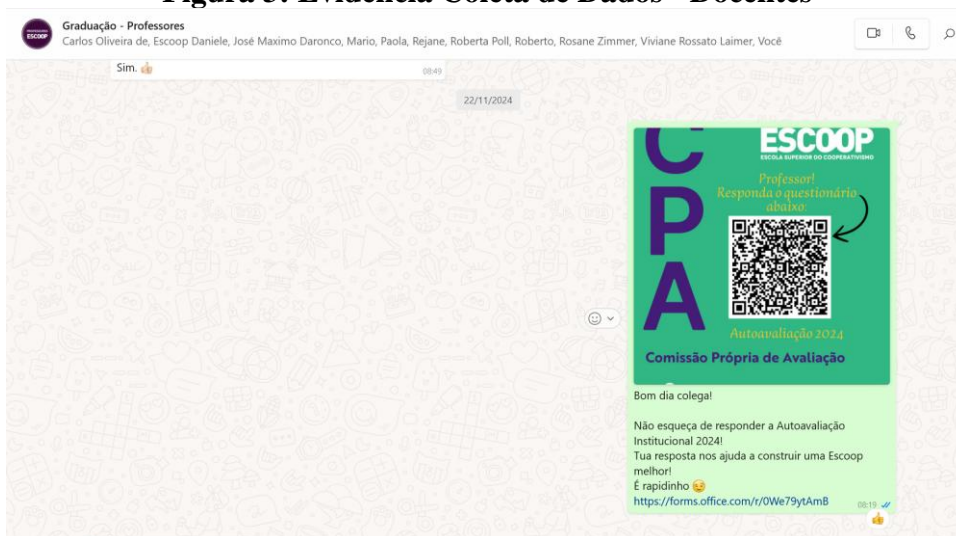 Figura 3: Evidência Coleta de Dados - Docentes
ESCOOP
Graduação - Professores
Carlos Oliveira de, Escoop Daniele, José Maximo Daronco, Mario, Paola, Rejane, Roberta Poll, Roberto, Rosane Zimmer, Viviane Rossato Laimer, Você
Sim. 👍🏼
08:49
22/11/2024
CPA
ESCOOP
ESCOLA SUPERIOR DO COOPERATIVISMO
Professor!
Responda o questionário
abaixo:
Autoavaliação 2024
Comissão Própria de Avaliação
Bom dia colega!
Não esqueça de responder a Autoavaliação
Institucional 2024!
Tua resposta nos ajuda a construir uma Escoop
melhor!
É rapidinho 😉
https://forms.office.com/r/0We79ytAmB
08:19
👍